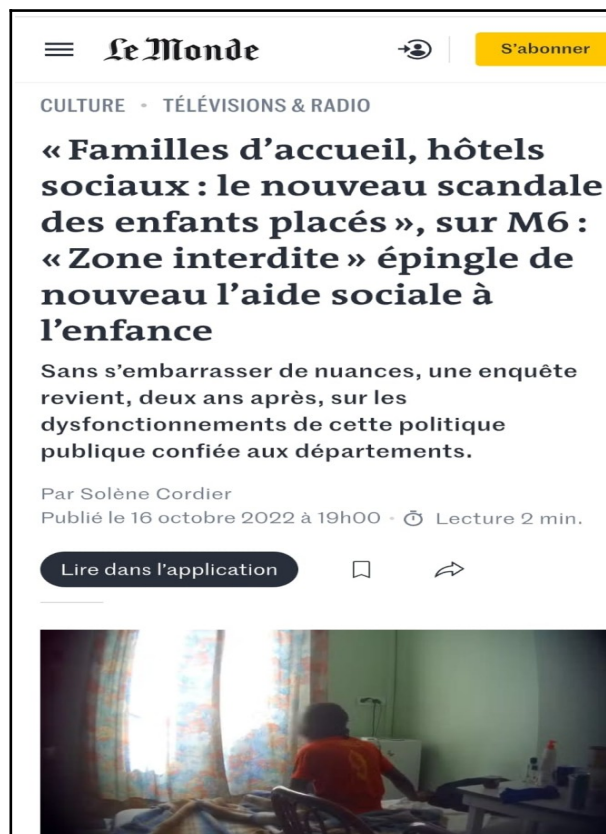 Le Monde
S'abonner
CULTURE • TÉLÉVISIONS & RADIO
« Familles d’accueil, hôtels
sociaux : le nouveau scandale
des enfants placés », sur M6 :
« Zone interdite » épingle de
nouveau l’aide sociale à
l’enfance
Sans s’embarrasser de nuances, une enquête
revient, deux ans après, sur les
dysfonctionnements de cette politique
publique confiée aux départements.
Par Solène Cordier
Publié le 16 octobre 2022 à 19h00 • Lecture 2 min.
Lire dans l’application